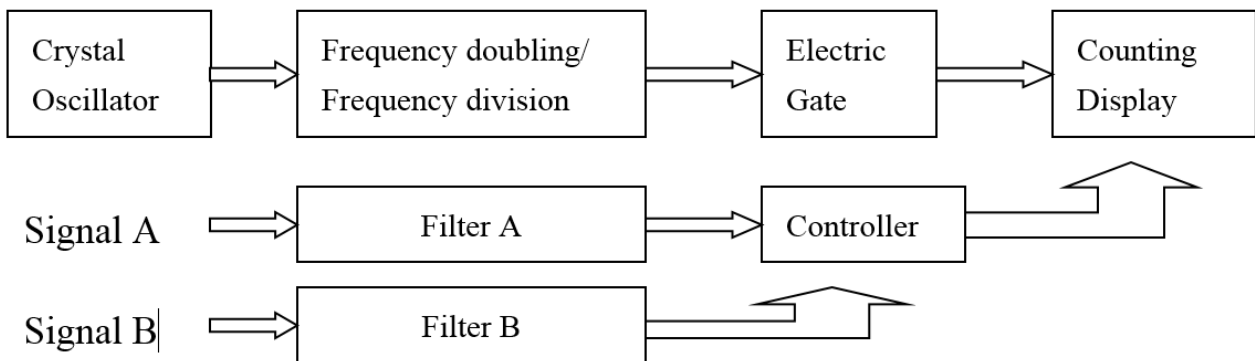 Crystal
Oscillator
Frequency doubling/
Frequency division
Electric
Gate
Counting
Display
Signal A
Filter A
Controller
Signal B
Filter B